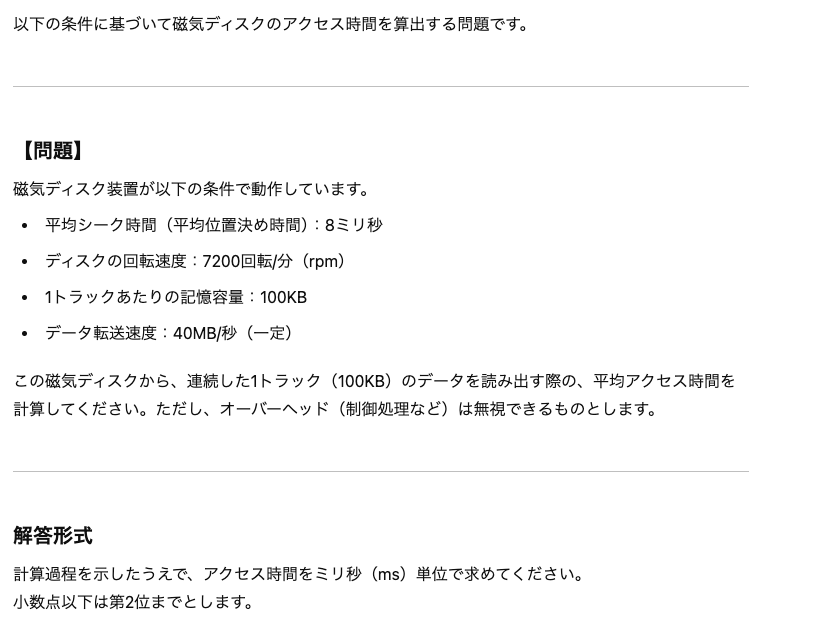 以下の条件に基づいて磁気ディスクのアクセス時間を算出する問題です。
【問題】
磁気ディスク装置が以下の条件で動作しています。
• 平均シーク時間（平均位置決め時間）：8ミリ秒
• ディスクの回転速度：7200回転/分（rpm）
• 1トラックあたりの記憶容量：100KB
• データ転送速度：40MB/秒（一定）
この磁気ディスクから、連続した1トラック（100KB）のデータを読み出す際の、平均アクセス時間を
計算してください。ただし、オーバーヘッド（制御処理など）は無視できるものとします。
解答形式
計算過程を示したうえで、アクセス時間をミリ秒（ms）単位で求めてください。
小数点以下は第2位までとします。